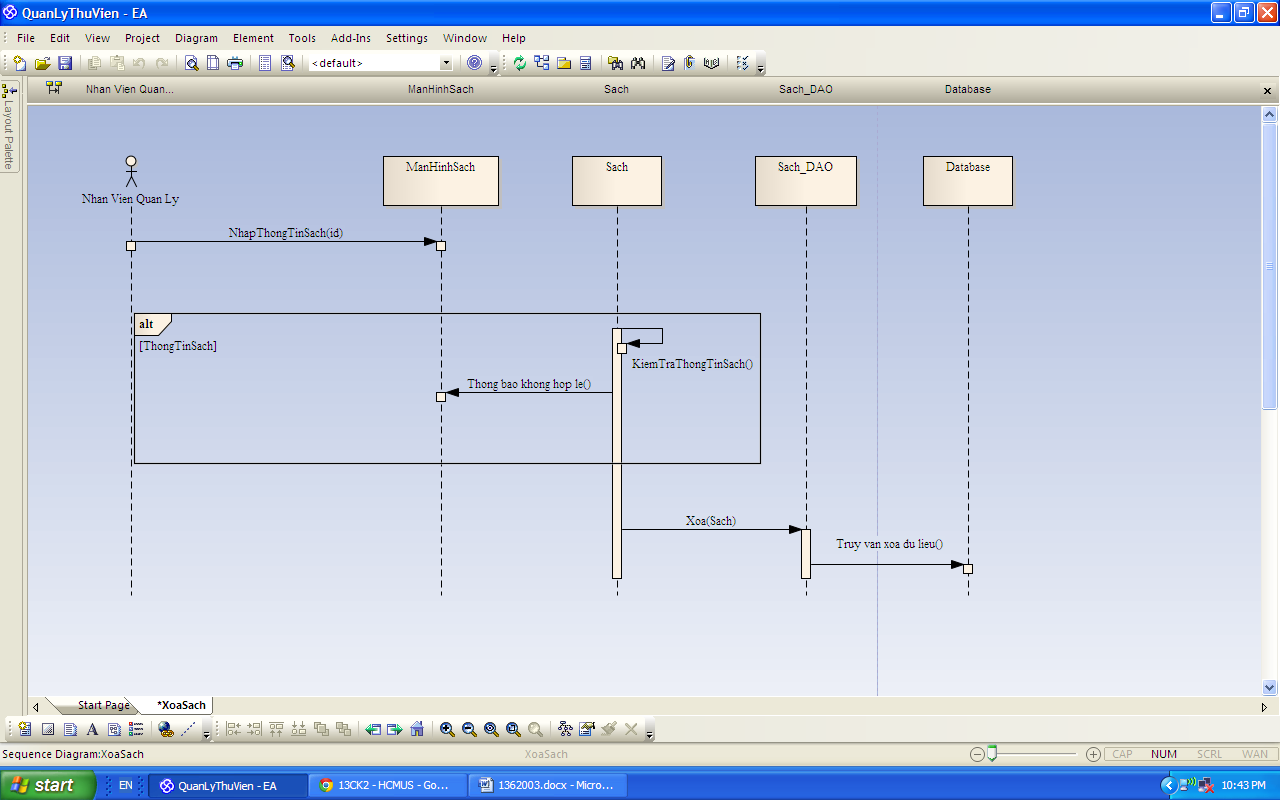 QuanLyThuVien - EA
File Edit View Project Diagram Element Tools Add-Ins Settings Window Help
<default>
Nhan Vien Quan... ManHinhSach Sach Sach_DAO Database
Layout Palette
ManHinhSach Sach Sach_DAO Database
Nhan Vien Quan Ly
NhapThongTinSach(id)
alt
[ThongTinSach]
KiemTraThongTinSach()
Thong bao khong hop le()
Xoa(Sach)
Truy van xoa du lieu()
Start Page *XoaSach
Sequence Diagram:XoaSach XoaSach CAP NUM SCRL WAN
start EN QuanLyThuVien - EA 13CK2 - HCMUS - Go... 1362003.docx - Micro... 10:43 PM